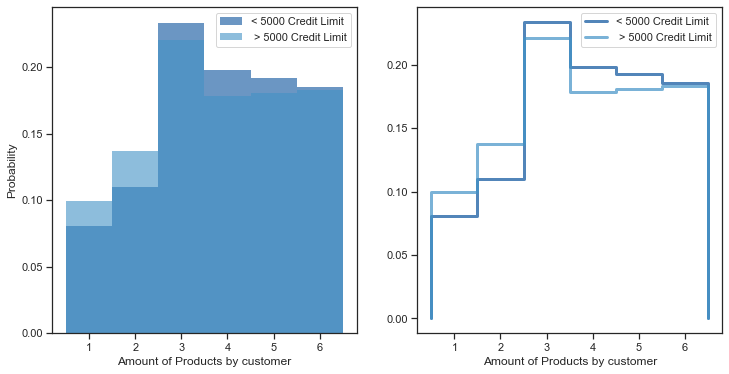 < 5000 Credit Limit
> 5000 Credit Limit
0.20
0.15
0.10
0.05
0.00
Probability
1 2 3 4 5 6
Amount of Products by customer
< 5000 Credit Limit
> 5000 Credit Limit
0.20
0.15
0.10
0.05
0.00
1 2 3 4 5 6
Amount of Products by customer